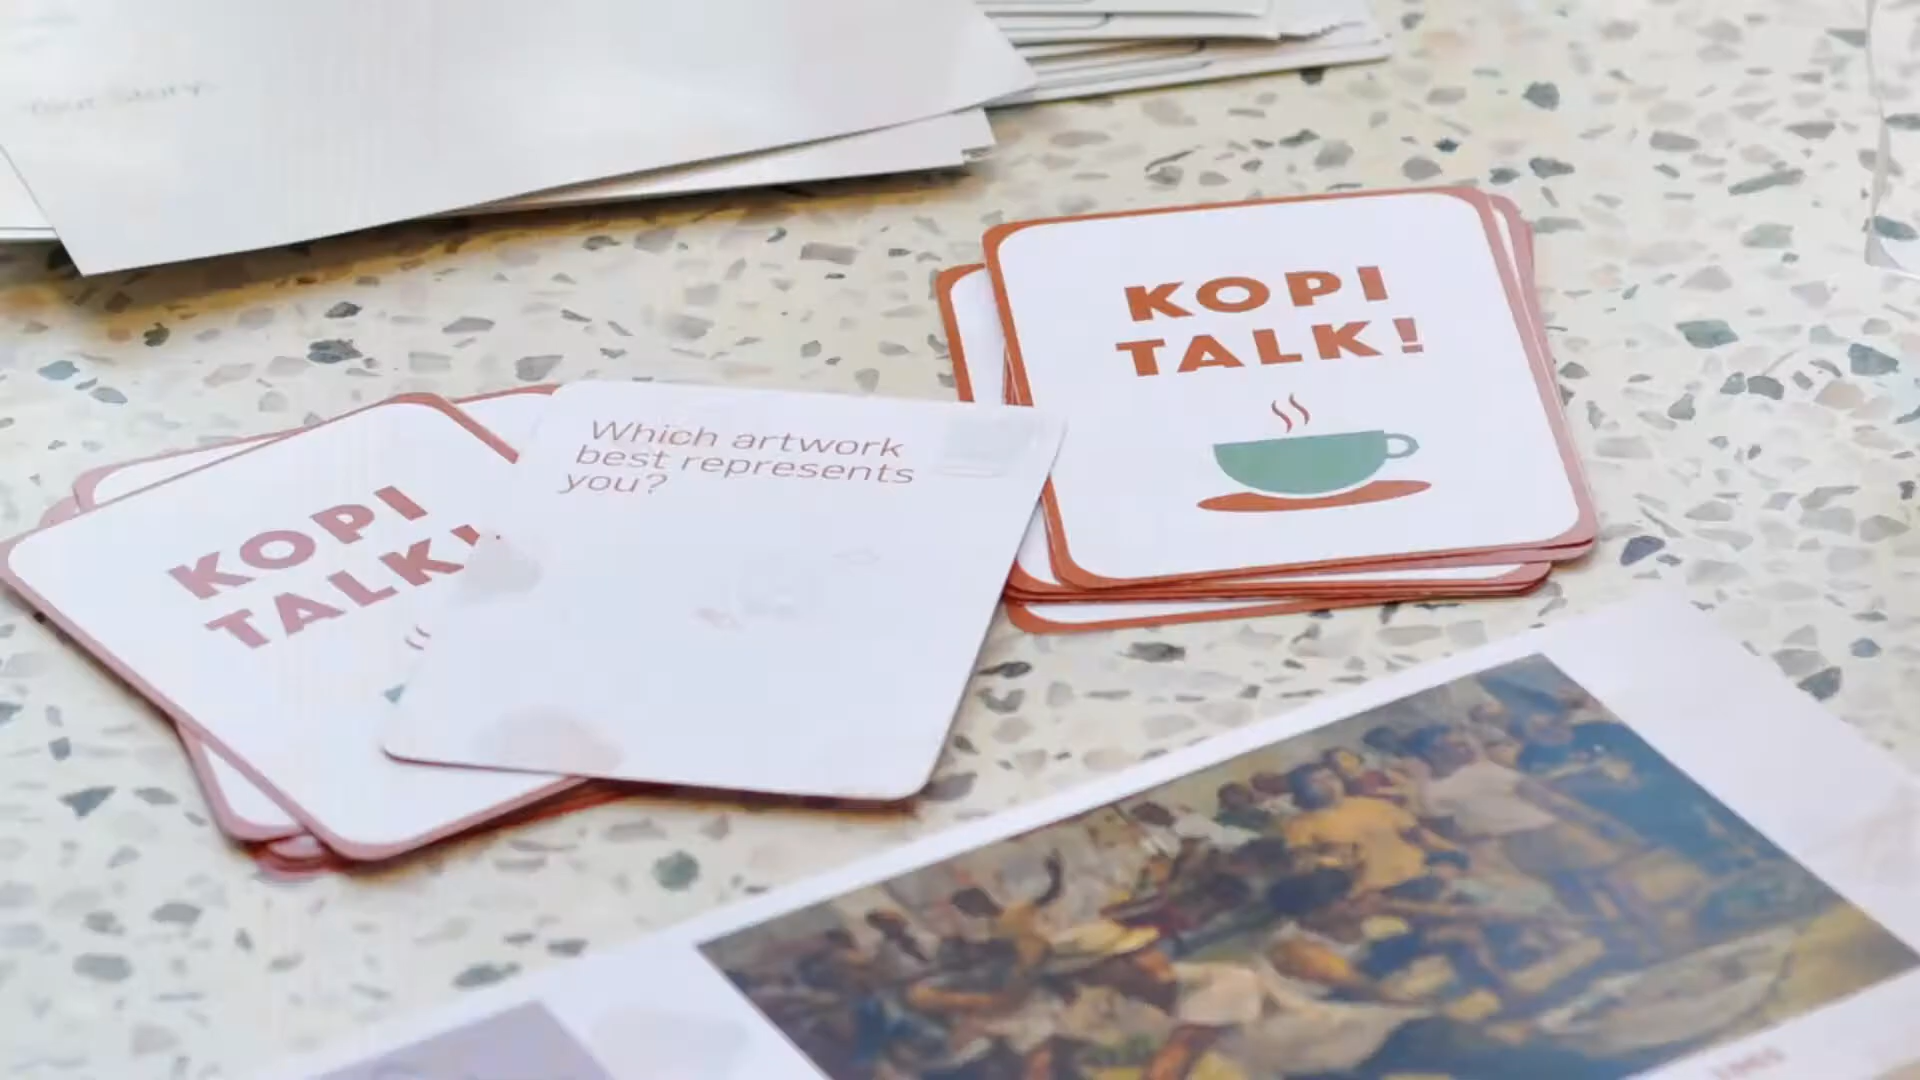 KOPI
TALK!
Which artwork
best represents
you?
KOPI
TALK!